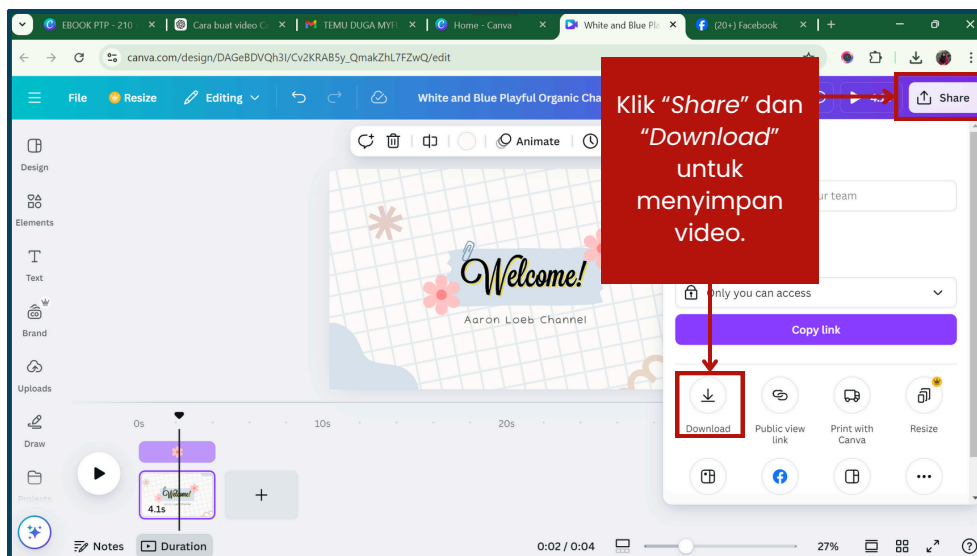 EBOOK PTP - 210
Cara buat video C
TEMU DUGA MYF
Home - Canva
White and Blue Pl
(20+) Facebook
canva.com/design/DAGeBDVQh3I/Cv2KRAB5y_QmakZhL7FZwQ/edit
File
Resize
Editing
White and Blue Playful Organic Cha
Share
Klik “Share” dan
“Download”
untuk
menyimpan
video.
Design
Elements
Text
Brand
Uploads
Draw
Projects
Animate
Welcome!
Aaron Loeb Channel
ur team
Only you can access
Copy link
Download
Public view
link
Print with
Canva
Resize
0s
10s
20s
Welcome!
4.1s
Notes
Duration
0:02 / 0:04
27%